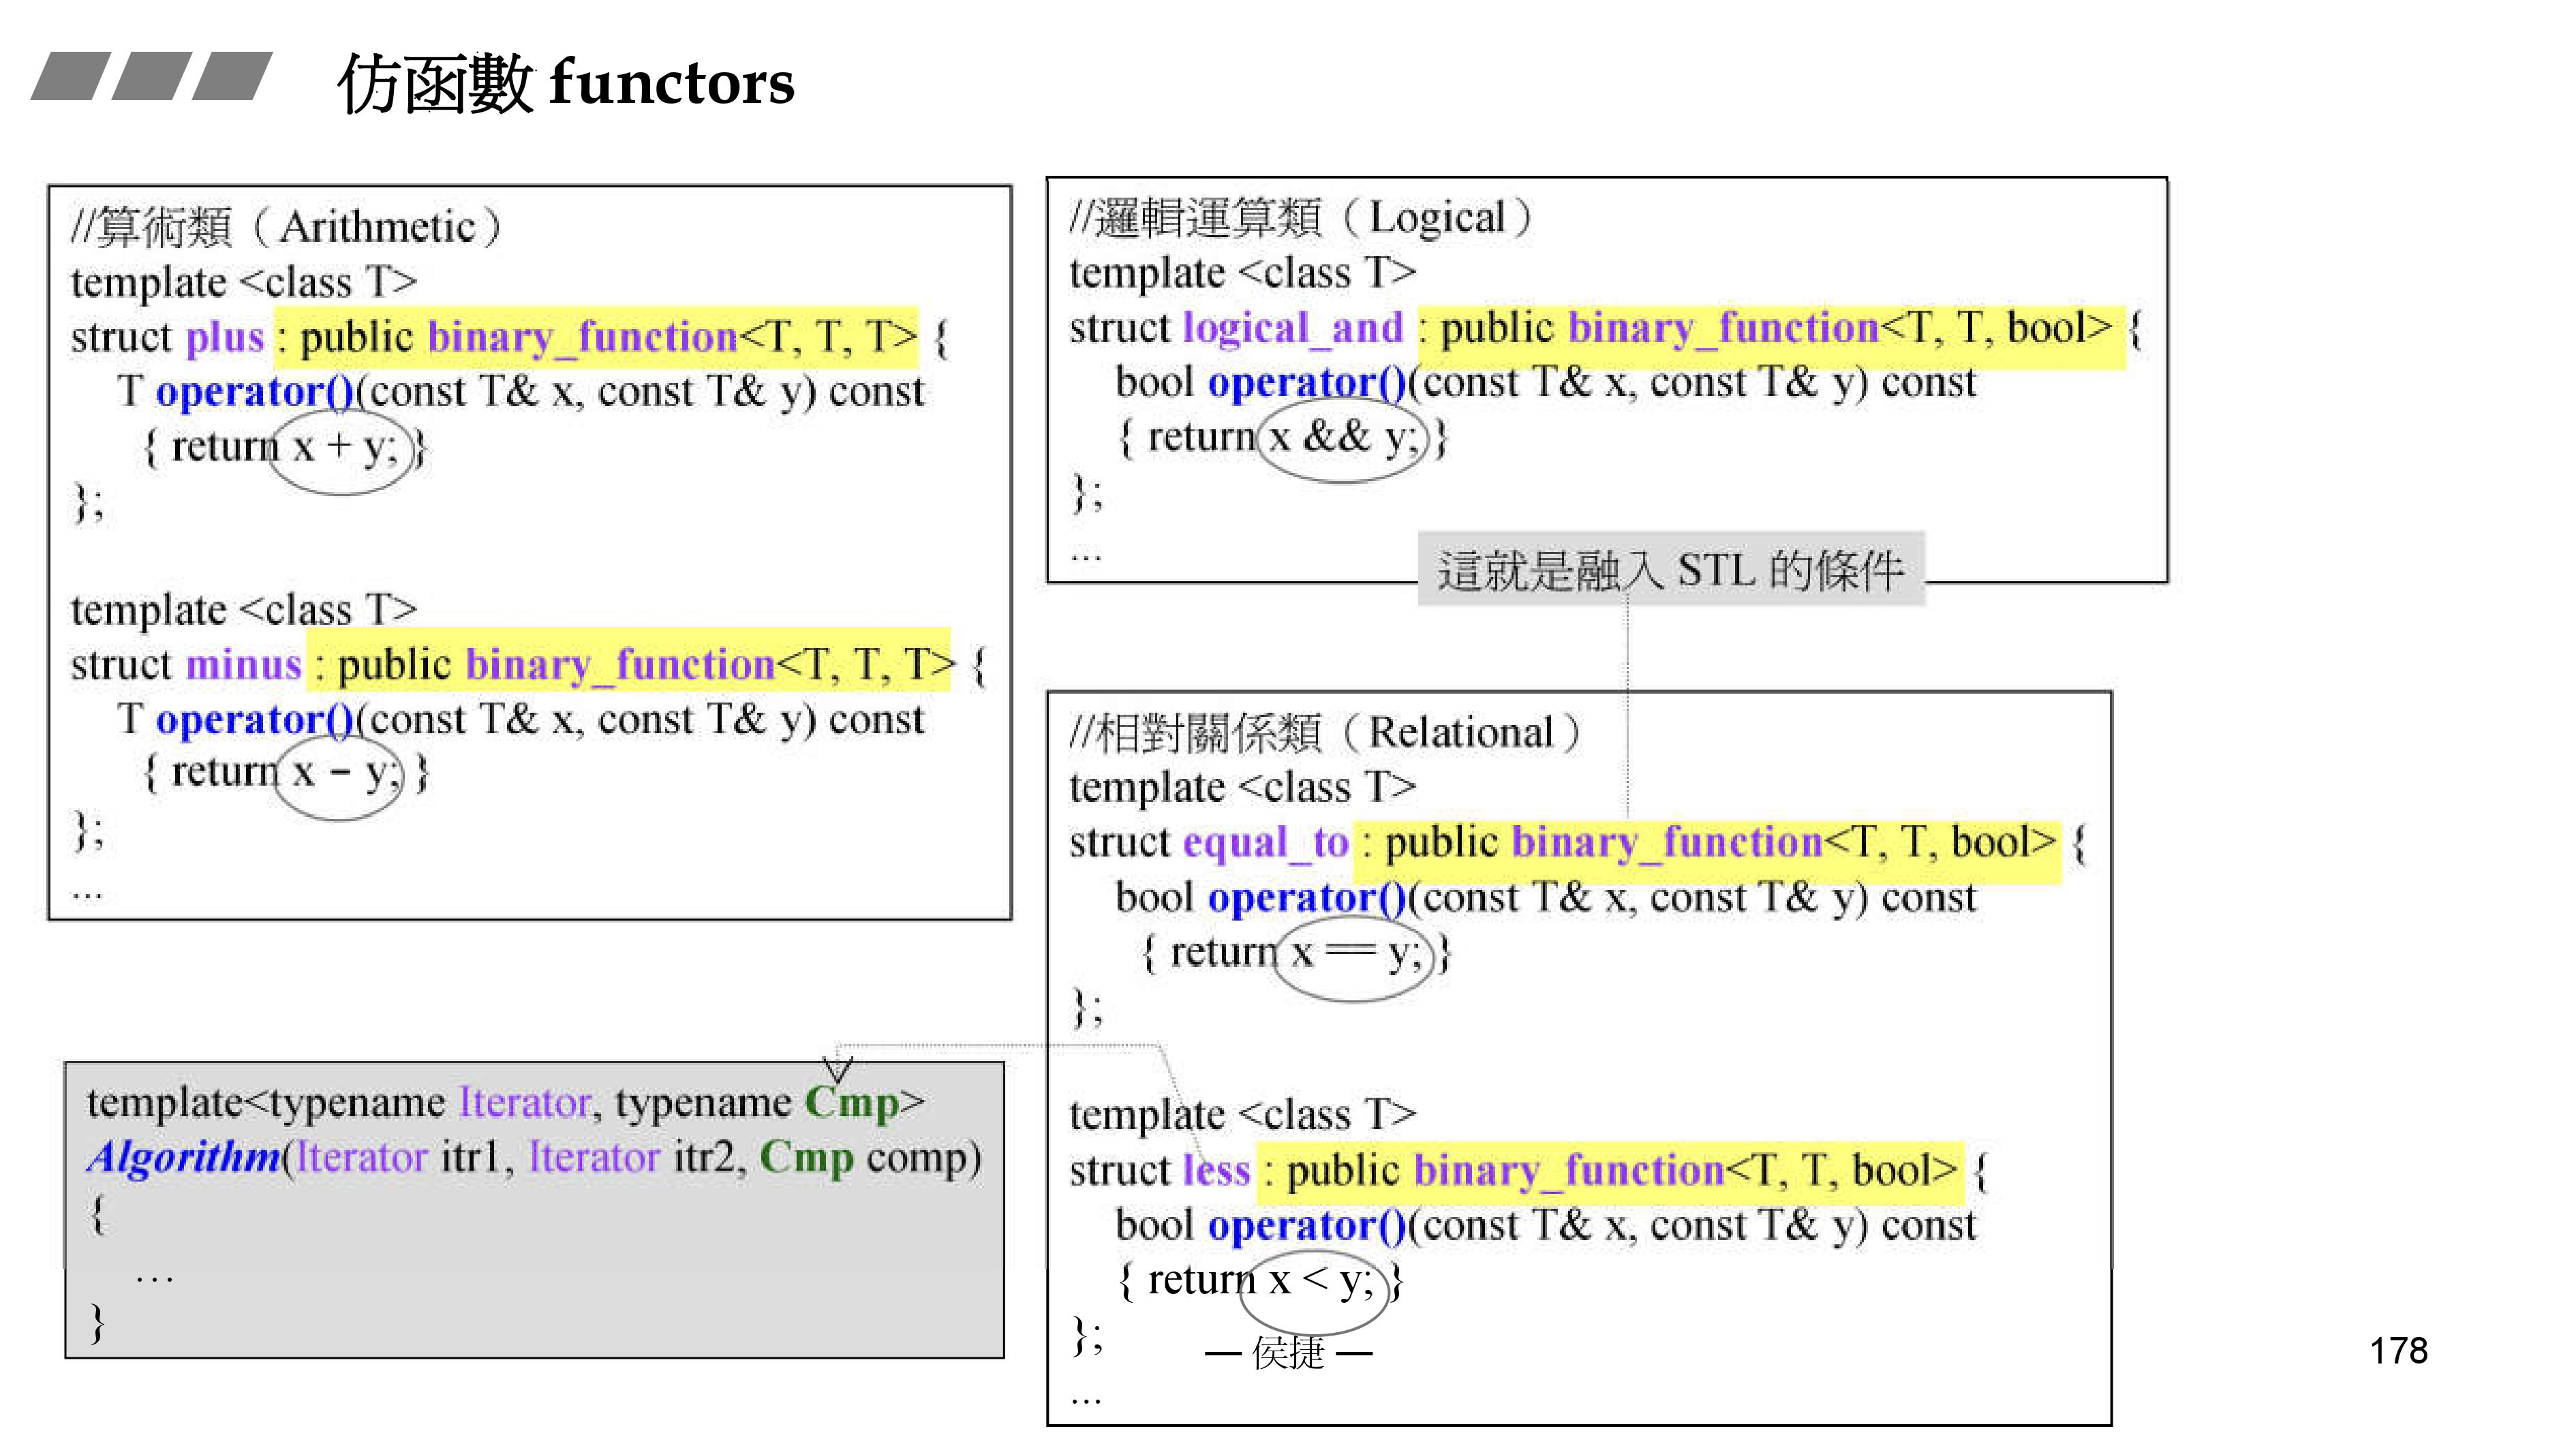 仿函數 functors
//算術類（Arithmetic）
template <class T>
struct plus : public binary_function<T, T, T> {
T operator()(const T& x, const T& y) const
{ return x + y; }
};
template <class T>
struct minus : public binary_function<T, T, T> {
T operator()(const T& x, const T& y) const
{ return x – y; }
};
...
template<typename Iterator, typename Cmp>
Algorithm(Iterator itr1, Iterator itr2, Cmp comp)
{
...
}
//邏輯運算類（Logical）
template <class T>
struct logical_and : public binary_function<T, T, bool> {
bool operator()(const T& x, const T& y) const
{ return x && y; }
};
...
這就是融入 STL 的條件
//相對關係類（Relational）
template <class T>
struct equal_to : public binary_function<T, T, bool> {
bool operator()(const T& x, const T& y) const
{ return x == y; }
};
template <class T>
struct less : public binary_function<T, T, bool> {
bool operator()(const T& x, const T& y) const
{ return x < y; }
};
...
— 侯捷 —
178